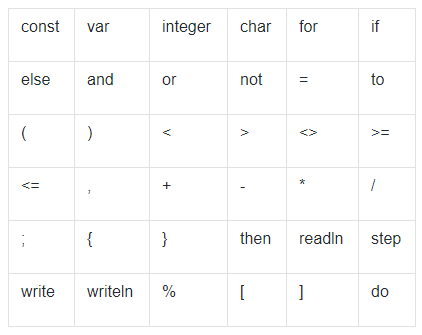 const var integer char for if
else and or not = to
( ) < > <> >=
<= , + - * /
; { } then readln step
write writeln % [ ] do